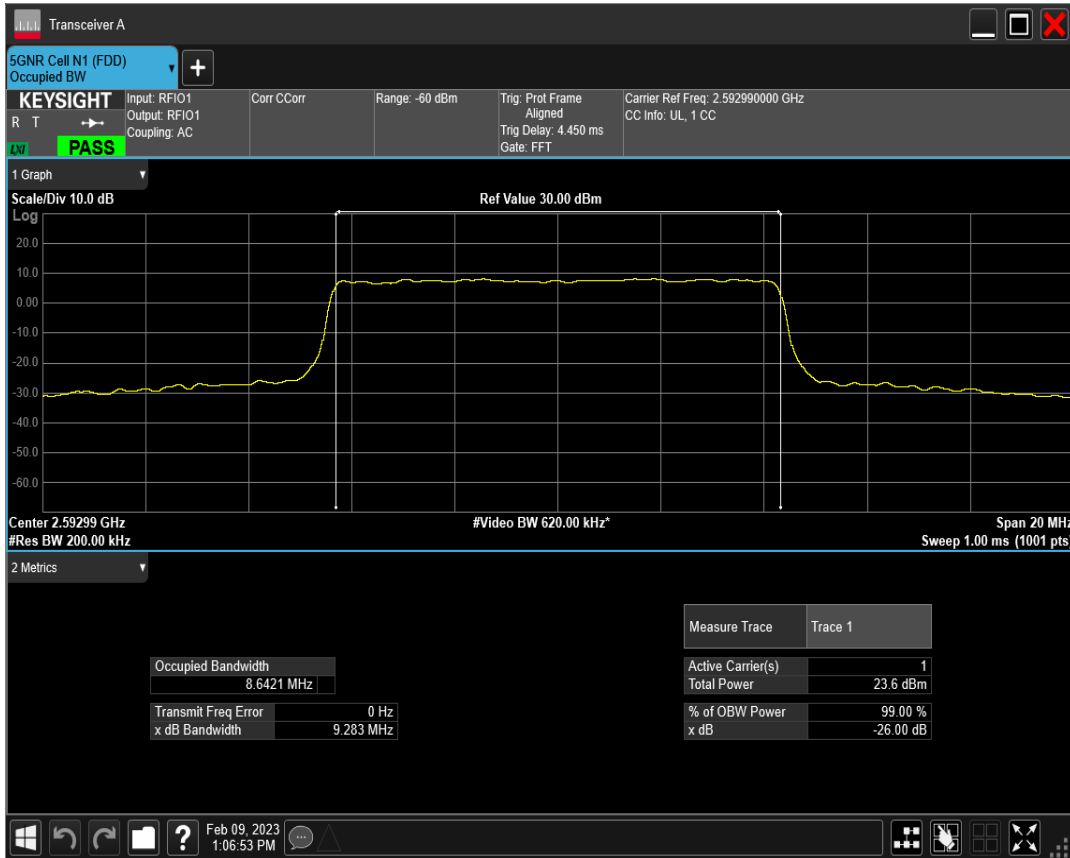 Transceiver A
5GNR Cell N1 (FDD)
Occupied BW
+
KEYSIGHT
R T
LXI
PASS
Input: RFIO1
Output: RFIO1
Coupling: AC
Corr CCorr
Range: -60 dBm
Trig: Prot Frame
Aligned
Trig Delay: 4.450 ms
Gate: FFT
Carrier Ref Freq: 2.592990000 GHz
CC Info: UL, 1 CC
1 Graph
Scale/Div 10.0 dB
Ref Value 30.00 dBm
Log
20.0
10.0
0.00
-10.0
-20.0
-30.0
-40.0
-50.0
-60.0
Center 2.59299 GHz
#Video BW 620.00 kHz*
Span 20 MHz
#Res BW 200.00 kHz
Sweep 1.00 ms (1001 pts)
2 Metrics
Measure Trace Trace 1
Occupied Bandwidth
8.6421 MHz
Transmit Freq Error 0 Hz
x dB Bandwidth 9.283 MHz
Active Carrier(s) 1
Total Power 23.6 dBm
% of OBW Power 99.00 %
x dB -26.00 dB
?
Feb 09, 2023
1:06:53 PM